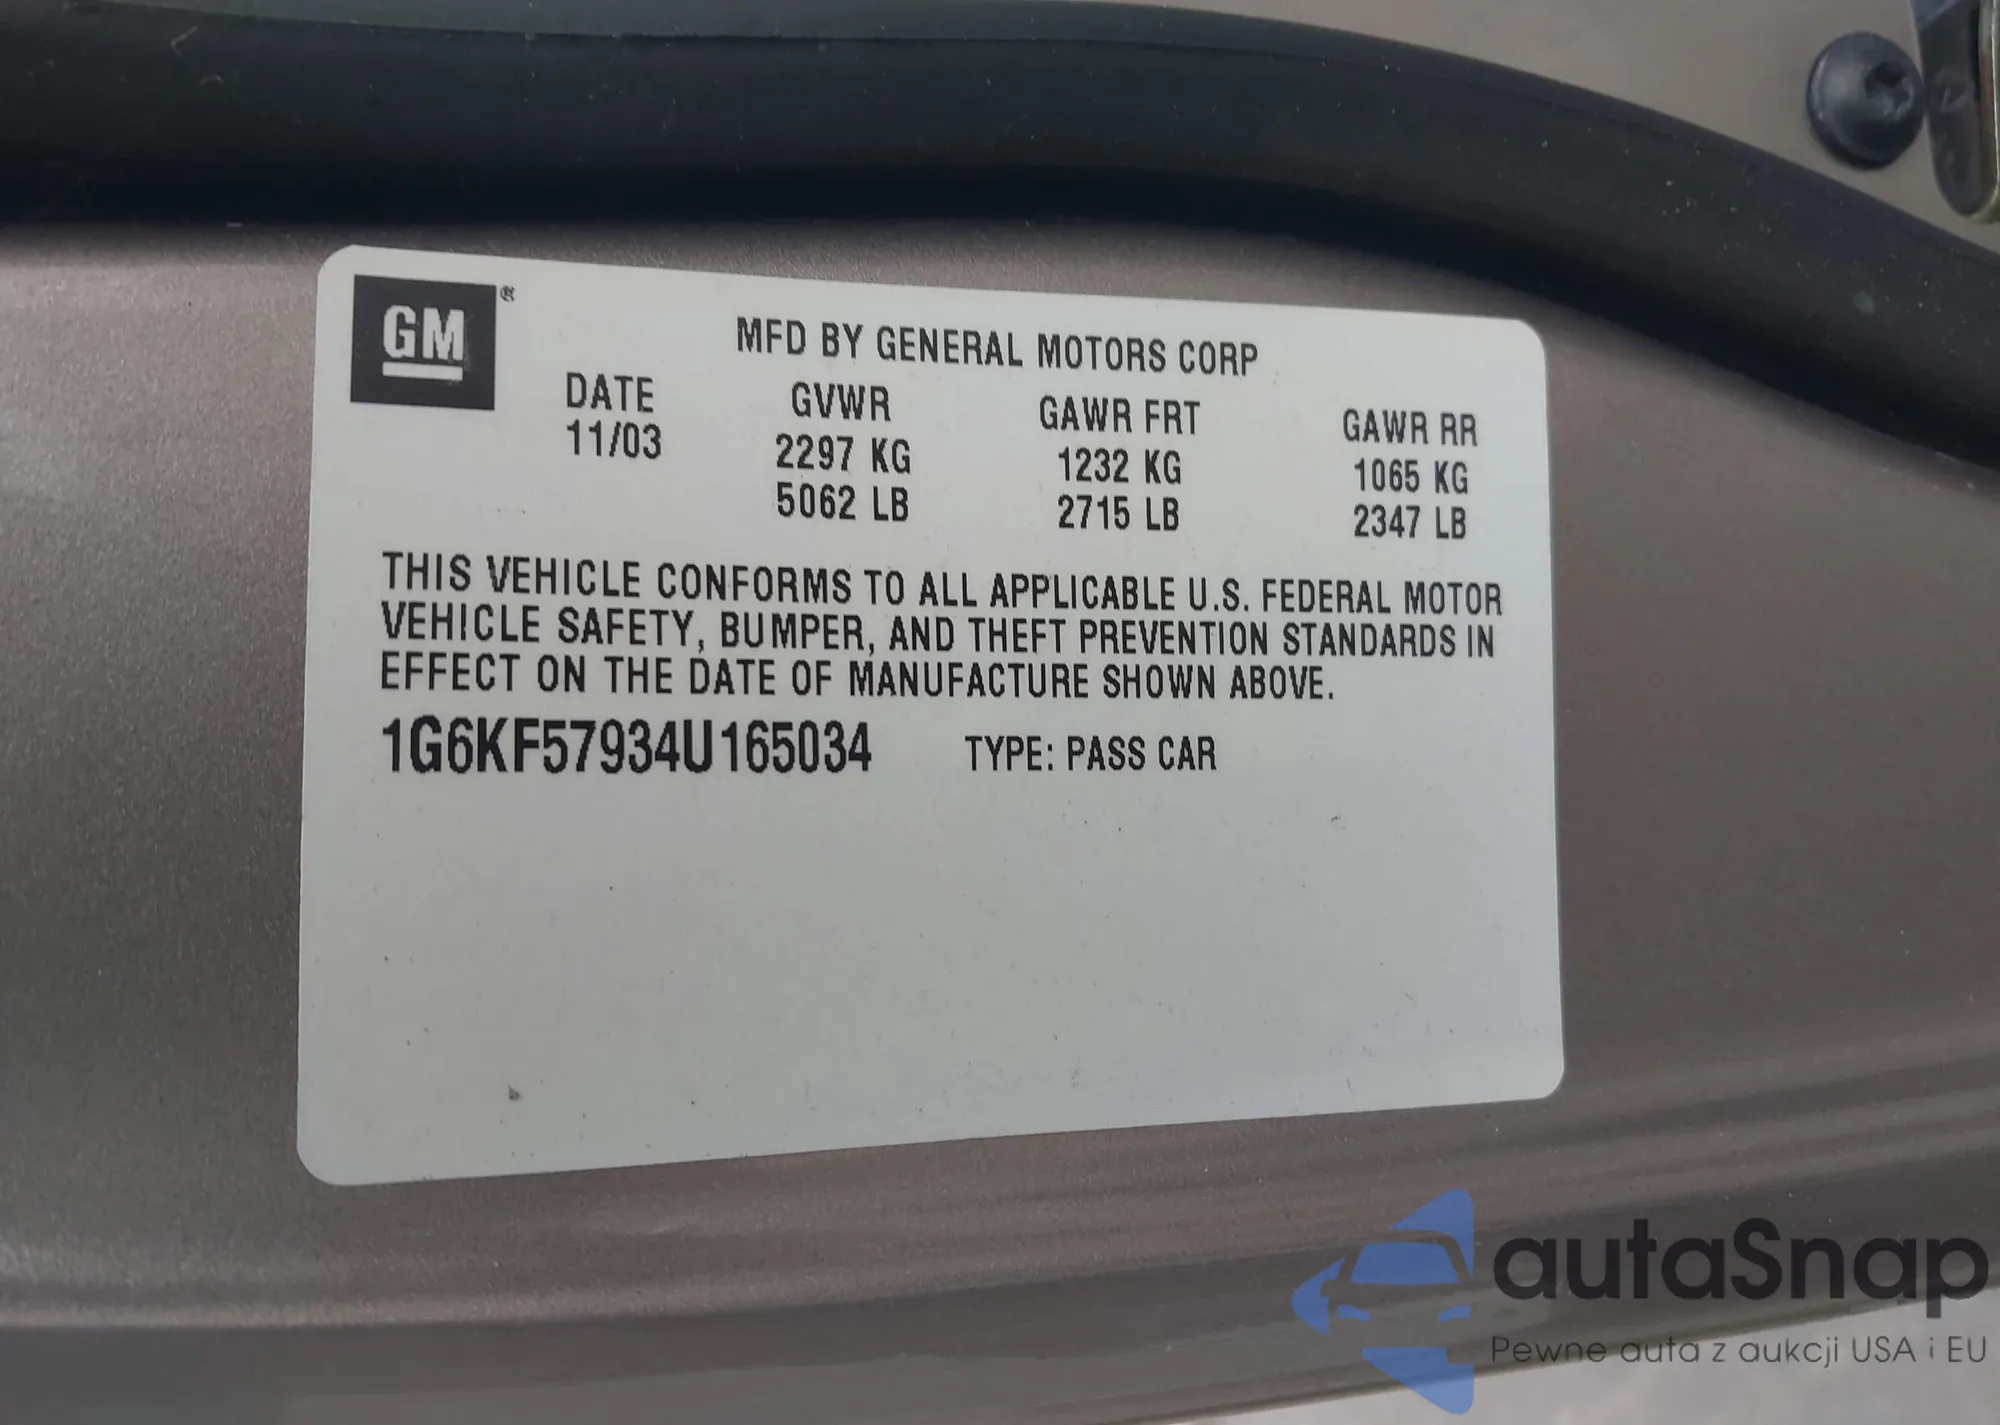 GM ®
MFD BY GENERAL MOTORS CORP
DATE GVWR GAWR FRT GAWR RR
11/03 2297 KG 1232 KG 1065 KG
5062 LB 2715 LB 2347 LB
THIS VEHICLE CONFORMS TO ALL APPLICABLE U.S. FEDERAL MOTOR
VEHICLE SAFETY, BUMPER, AND THEFT PREVENTION STANDARDS IN
EFFECT ON THE DATE OF MANUFACTURE SHOWN ABOVE.
1G6KF57934U165034 TYPE: PASS CAR
autaSnap
Pewne auta z aukcji USA i EU